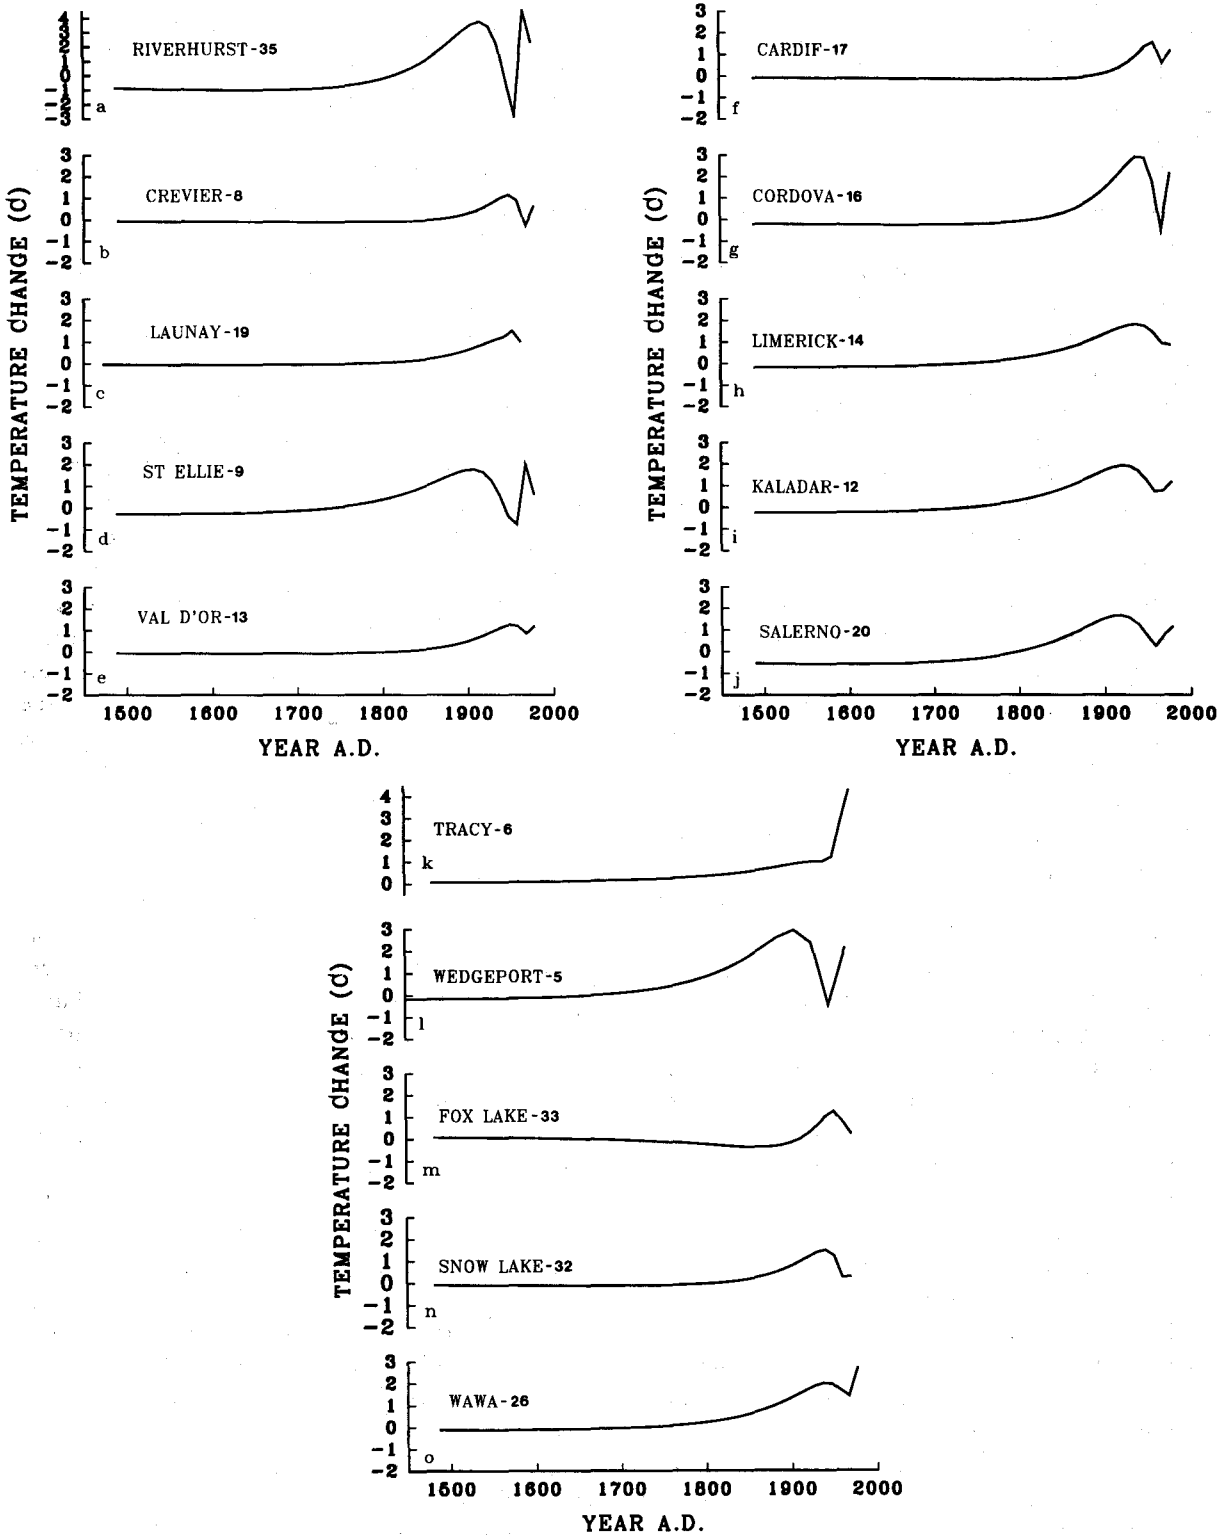 TEMPERATURE CHANGE (C)
4
3
2
1
0
−1
−2
−3
RIVERHURST-35
a
3
2
1
0
−1
−2
CREVIER-8
b
3
2
1
0
−1
−2
LAUNAY-19
c
3
2
1
0
−1
−2
ST ELLIE-9
d
3
2
1
0
−1
−2
VAL D'OR-13
e
1500 1600 1700 1800 1900 2000
YEAR A.D.
TEMPERATURE CHANGE (C)
3
2
1
0
−1
−2
CARDIF-17
f
3
2
1
0
−1
−2
CORDOVA-16
g
3
2
1
0
−1
−2
LIMERICK-14
h
3
2
1
0
−1
−2
KALADAR-12
i
3
2
1
0
−1
−2
SALERNO-20
j
1500 1600 1700 1800 1900 2000
YEAR A.D.
TEMPERATURE CHANGE (C)
4
3
2
1
0
TRACY-6
k
3
2
1
0
−1
−2
WEDGEPORT-5
l
3
2
1
0
−1
−2
FOX LAKE-33
m
3
2
1
0
−1
−2
SNOW LAKE-32
n
3
2
1
0
−1
−2
WAWA-26
o
1500 1600 1700 1800 1900 2000
YEAR A.D.